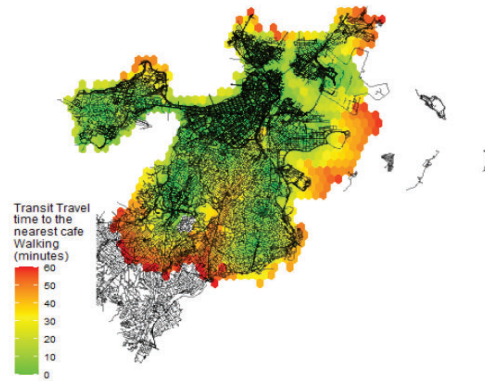 Transit Travel
time to the
nearest cafe
Walking
(minutes)
60
50
40
30
20
10
0